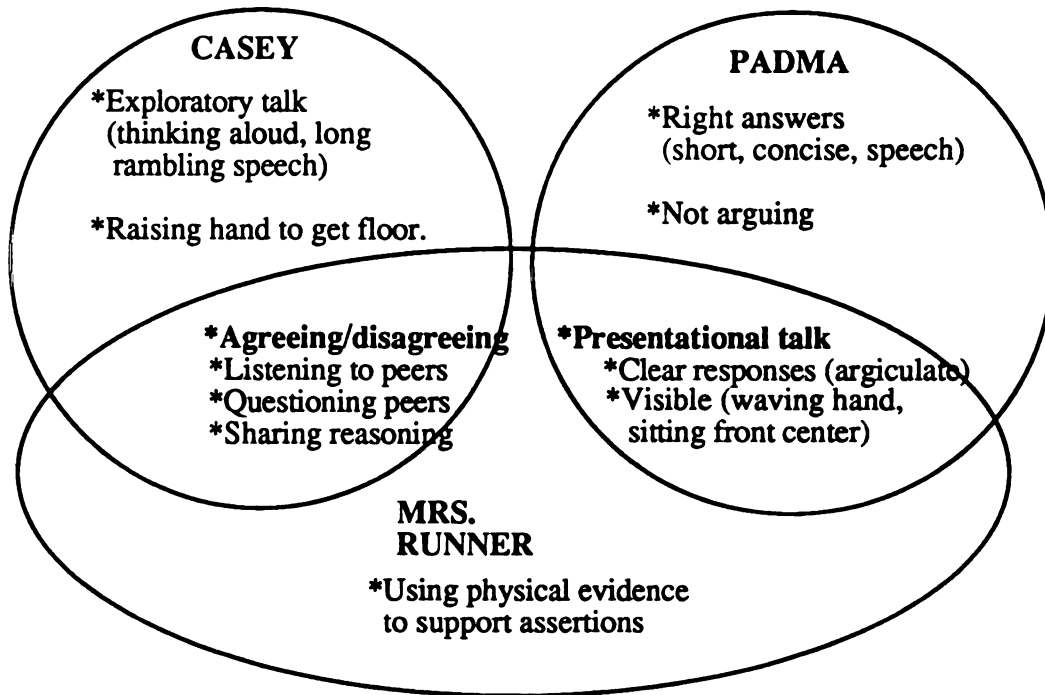 CASEY
*Exploratory talk
(thinking aloud, long
rambling speech)
*Raising hand to get floor.
PADMA
*Right answers
(short, concise, speech)
*Not arguing
*Agreeing/disagreeing
*Listening to peers
*Questioning peers
*Sharing reasoning
*Presentational talk
*Clear responses (argiculate)
*Visible (waving hand,
sitting front center)
MRS.
RUNNER
*Using physical evidence
to support assertions